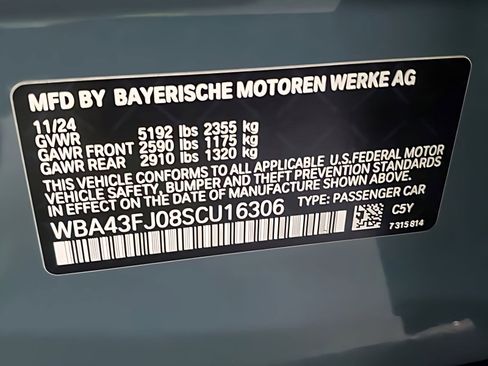 MFD BY BAYERISCHE MOTOREN WERKE AG
11/24
GVWR 5192 lbs 2355 kg
GAWR FRONT 2590 lbs 1175 kg
GAWR REAR 2910 lbs 1320 kg
THIS VEHICLE CONFORMS TO ALL APPLICABLE U.S.FEDERAL MOTOR
VEHICLE SAFETY, BUMPER AND THEFT PREVENTION STANDARDS
IN EFFECT ON THE DATE OF MANUFACTURE SHOWN ABOVE.
WBA43FJ08SCU16306 TYPE: PASSENGER CAR
C5Y
7315814